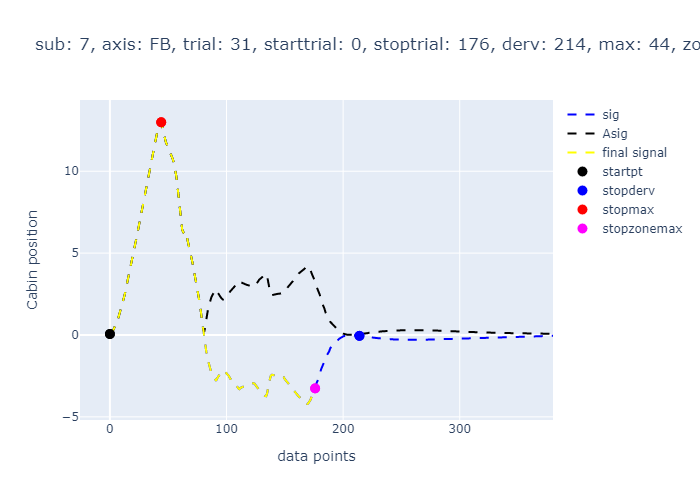 sub: 7, axis: FB, trial: 31, starttrial: 0, stoptrial: 176, derv: 214, max: 44, zo
sig
Asig
final signal
startpt
stopderv
stopmax
stopzonemax
Cabin position
10
5
0
−5
0
100
200
300
data points